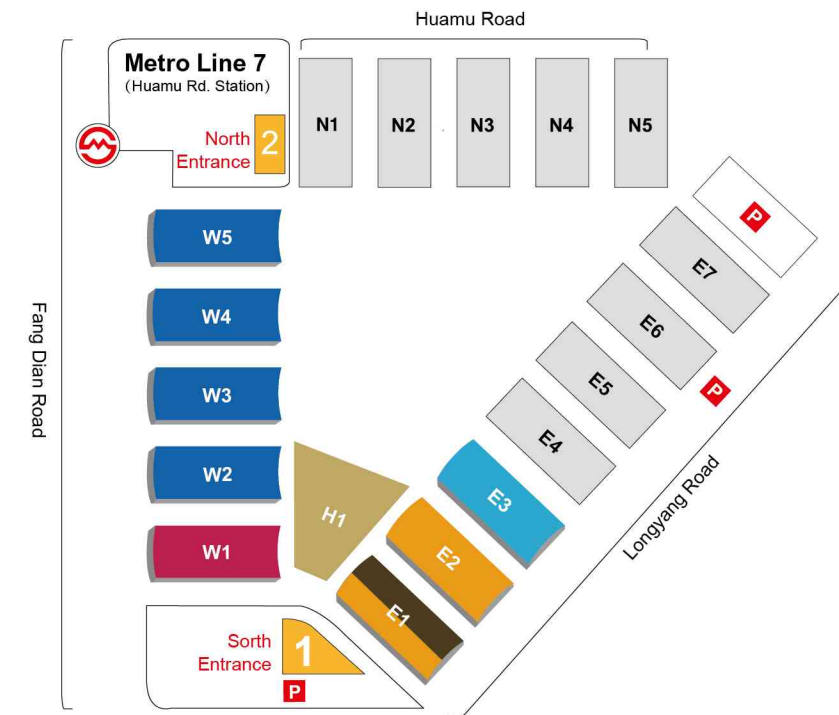 Huamu Road
Metro Line 7
(Huamu Rd. Station)
North
Entrance
2
N1
N2
N3
N4
N5
P
W5
E7
W4
E6
Fang Dian Road
E5
P
W3
E4
W2
E3
Longyang Road
H1
W1
E2
E1
Sorth
Entrance
1
P